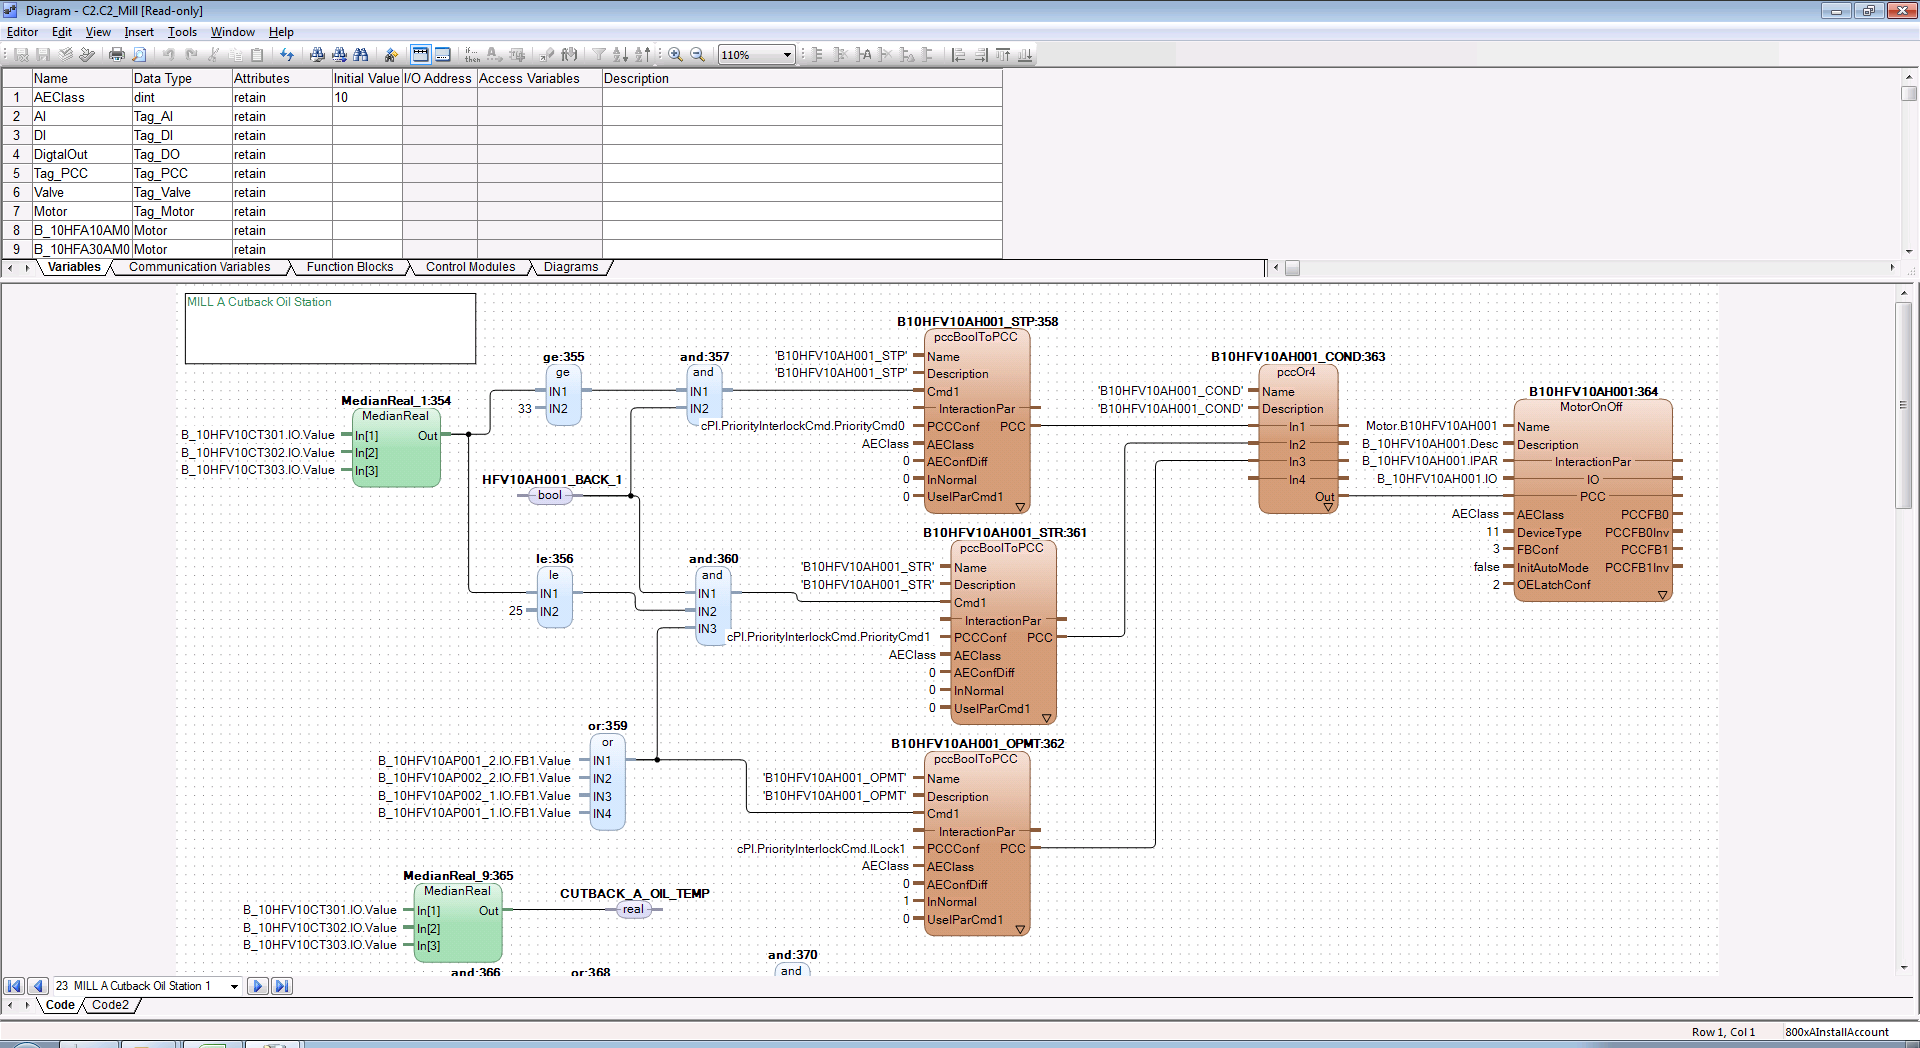 Diagram - C2.C2_Mill [Read-only]
Editor Edit View Insert Tools Window Help
if... then
110%
Name Data Type Attributes Initial Value I/O Address Access Variables Description
1 AEClass dint retain 10
2 AI Tag_AI retain
3 DI Tag_DI retain
4 DigtalOut Tag_DO retain
5 Tag_PCC Tag_PCC retain
6 Valve Tag_Valve retain
7 Motor Tag_Motor retain
8 B_10HFA10AM0 Motor retain
9 B_10HFA30AM0 Motor retain
Variables Communication Variables Function Blocks Control Modules Diagrams
MILL A Cutback Oil Station
MedianReal_1:354
MedianReal
B_10HFV10CT301.IO.Value In[1] Out
B_10HFV10CT302.IO.Value In[2]
B_10HFV10CT303.IO.Value In[3]
ge:355
ge
IN1
33 IN2
and:357
and
IN1
IN2
HFV10AH001_BACK_1
bool
le:356
le
IN1
25 IN2
and:360
and
IN1
IN2
IN3
or:359
or
B_10HFV10AP001_2.IO.FB1.Value IN1
B_10HFV10AP002_2.IO.FB1.Value IN2
B_10HFV10AP002_1.IO.FB1.Value IN3
B_10HFV10AP001_1.IO.FB1.Value IN4
B10HFV10AH001_STP:358
pccBoolToPCC
'B10HFV10AH001_STP' Name
'B10HFV10AH001_STP' Description
Cmd1
InteractionPar
cPI.PriorityInterlockCmd.PriorityCmd0 PCCConf PCC
AEClass AEClass
0 AEConfDiff
0 InNormal
0 UseIParCmd1
B10HFV10AH001_STR:361
pccBoolToPCC
'B10HFV10AH001_STR' Name
'B10HFV10AH001_STR' Description
Cmd1
InteractionPar
cPI.PriorityInterlockCmd.PriorityCmd1 PCCConf PCC
AEClass AEClass
0 AEConfDiff
0 InNormal
0 UseIParCmd1
B10HFV10AH001_OPMT:362
pccBoolToPCC
'B10HFV10AH001_OPMT' Name
'B10HFV10AH001_OPMT' Description
Cmd1
InteractionPar
cPI.PriorityInterlockCmd.ILock1 PCCConf PCC
AEClass AEClass
0 AEConfDiff
1 InNormal
0 UseIParCmd1
B10HFV10AH001_COND:363
pccOr4
'B10HFV10AH001_COND' Name
'B10HFV10AH001_COND' Description
In1
In2
In3
In4
Out
B10HFV10AH001:364
MotorOnOff
Motor.B10HFV10AH001 Name
B_10HFV10AH001.Desc Description
B_10HFV10AH001.IPAR InteractionPar
B_10HFV10AH001.IO IO
PCC
AEClass AEClass PCCFB0
11 DeviceType PCCFB0Inv
3 FBConf PCCFB1
false InitAutoMode PCCFB1Inv
2 OELatchConf
MedianReal_9:365
MedianReal
B_10HFV10CT301.IO.Value In[1] Out
B_10HFV10CT302.IO.Value In[2]
B_10HFV10CT303.IO.Value In[3]
CUTBACK_A_OIL_TEMP
real
and:366 or:368
and:370
and
23 MILL A Cutback Oil Station 1
Code Code2
Row 1, Col 1 800xAInstallAccount